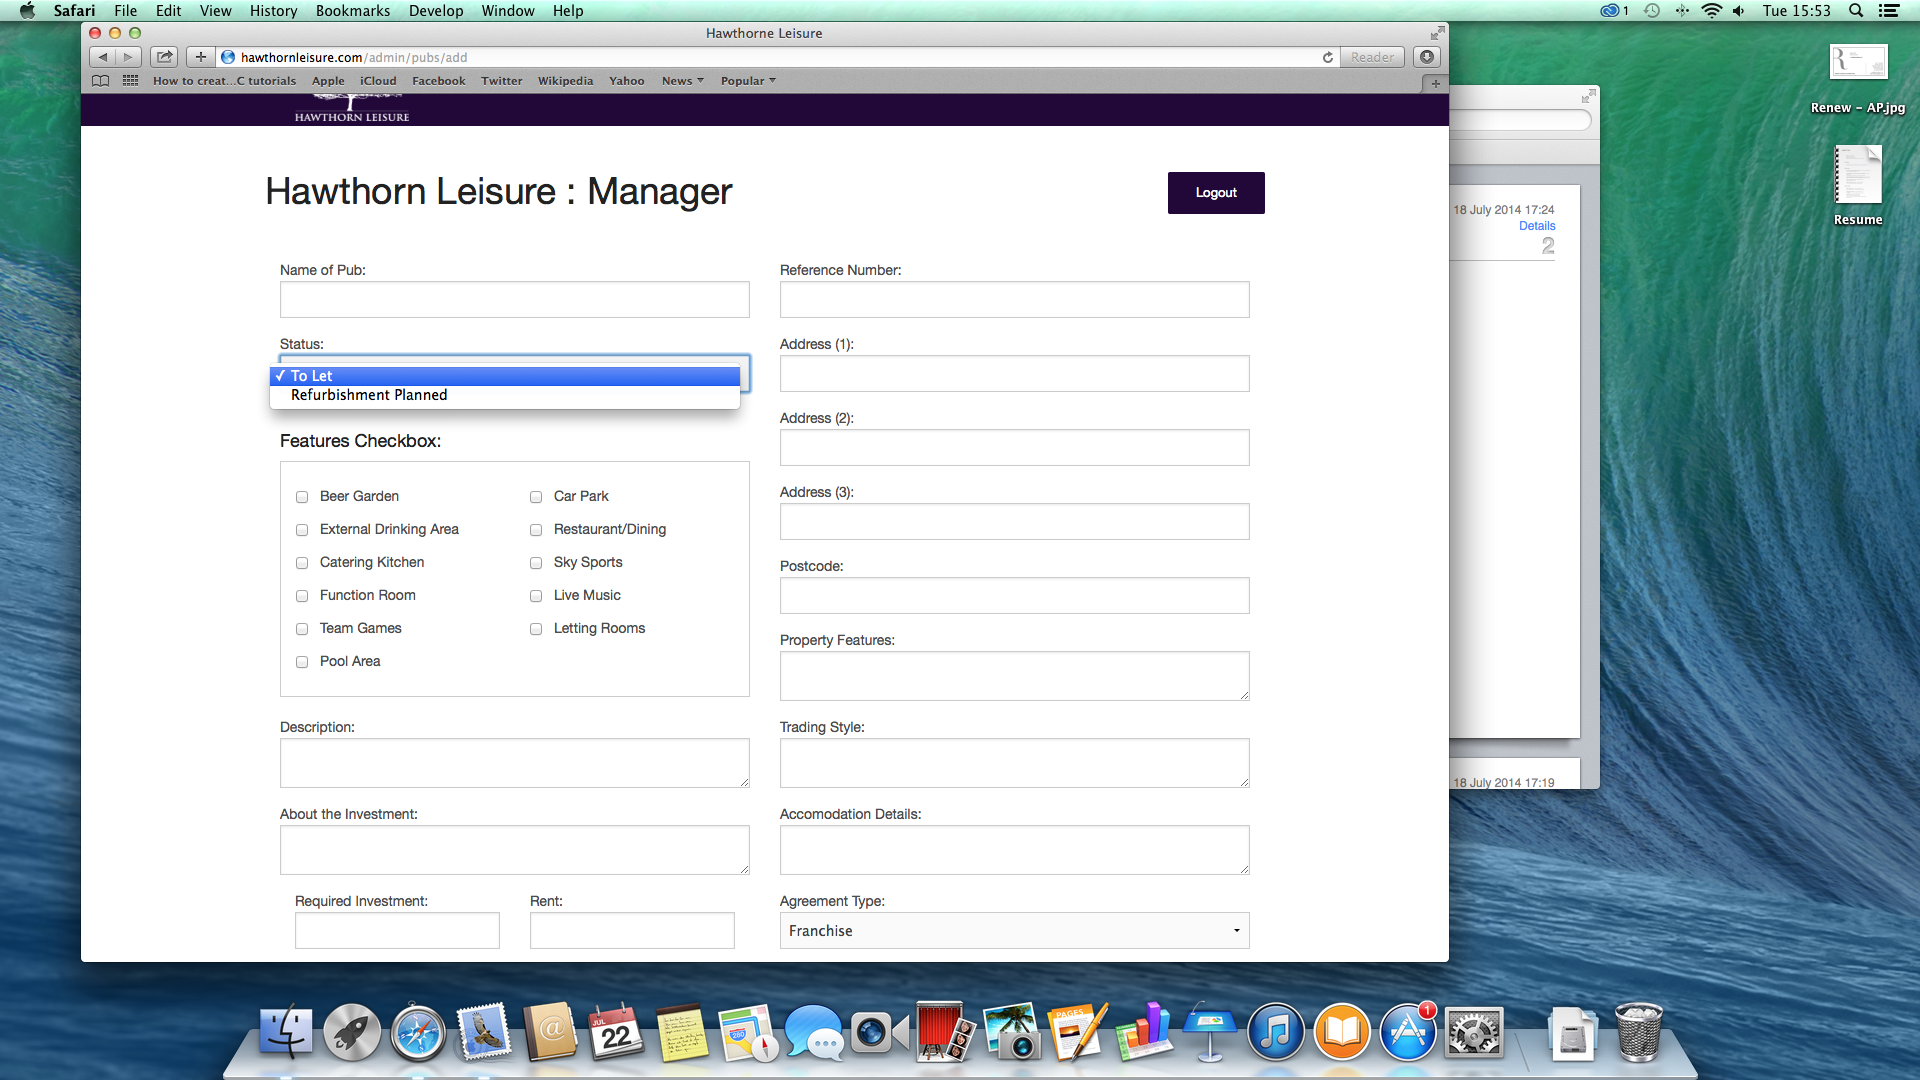 Safari File Edit View History Bookmarks Develop Window Help
1 Tue 15:53
Hawthorne Leisure
hawthornleisure.com/admin/pubs/add
Reader
How to creat...C tutorials Apple iCloud Facebook Twitter Wikipedia Yahoo News Popular
HAWTHORN LEISURE
Hawthorn Leisure : Manager
Logout
Name of Pub:
Reference Number:
Status:
✓ To Let
Refurbishment Planned
Address (1):
Address (2):
Address (3):
Features Checkbox:
Beer Garden Car Park
External Drinking Area Restaurant/Dining
Catering Kitchen Sky Sports
Function Room Live Music
Team Games Letting Rooms
Pool Area
Postcode:
Property Features:
Description:
Trading Style:
About the Investment:
Accomodation Details:
Required Investment: Rent:
Agreement Type:
Franchise
18 July 2014 17:24
Details
2
18 July 2014 17:19
Renew - AP.jpg
Resume
JUL
22
PAGES
1